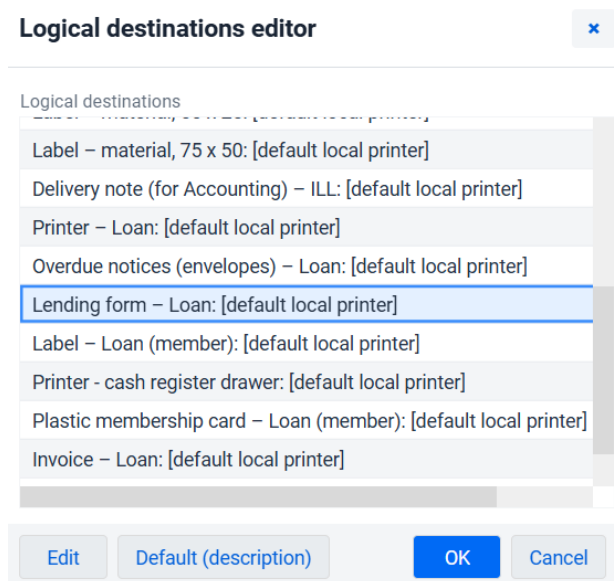 Logical destinations editor
Logical destinations
Label – material, 75 x 50: [default local printer]
Delivery note (for Accounting) – ILL: [default local printer]
Printer – Loan: [default local printer]
Overdue notices (envelopes) – Loan: [default local printer]
Lending form – Loan: [default local printer]
Label – Loan (member): [default local printer]
Printer - cash register drawer: [default local printer]
Plastic membership card – Loan (member): [default local printer]
Invoice – Loan: [default local printer]
Edit Default (description) OK Cancel